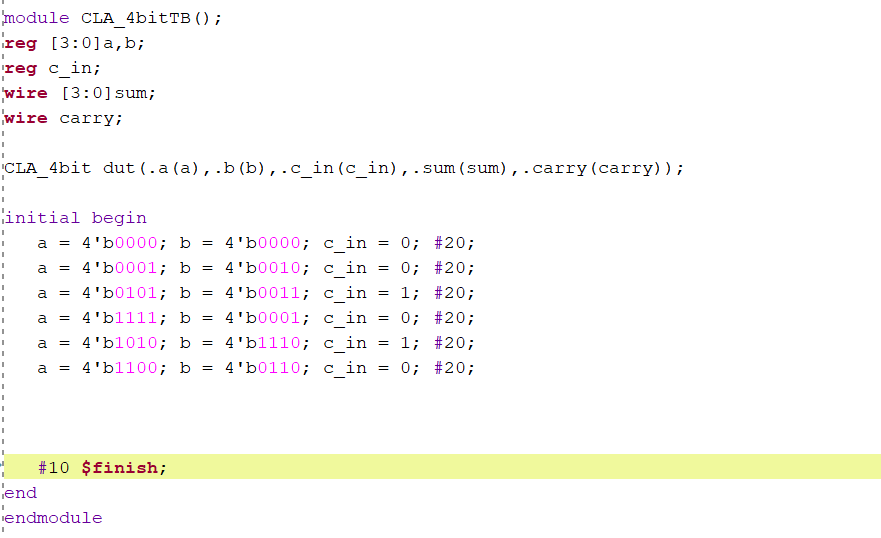 module CLA_4bitTB();
reg [3:0]a,b;
reg c_in;
wire [3:0]sum;
wire carry;
CLA_4bit dut(.a(a),.b(b),.c_in(c_in),.sum(sum),.carry(carry));
initial begin
a = 4'b0000; b = 4'b0000; c_in = 0; #20;
a = 4'b0001; b = 4'b0010; c_in = 0; #20;
a = 4'b0101; b = 4'b0011; c_in = 1; #20;
a = 4'b1111; b = 4'b0001; c_in = 0; #20;
a = 4'b1010; b = 4'b1110; c_in = 1; #20;
a = 4'b1100; b = 4'b0110; c_in = 0; #20;
#10 $finish;
end
endmodule